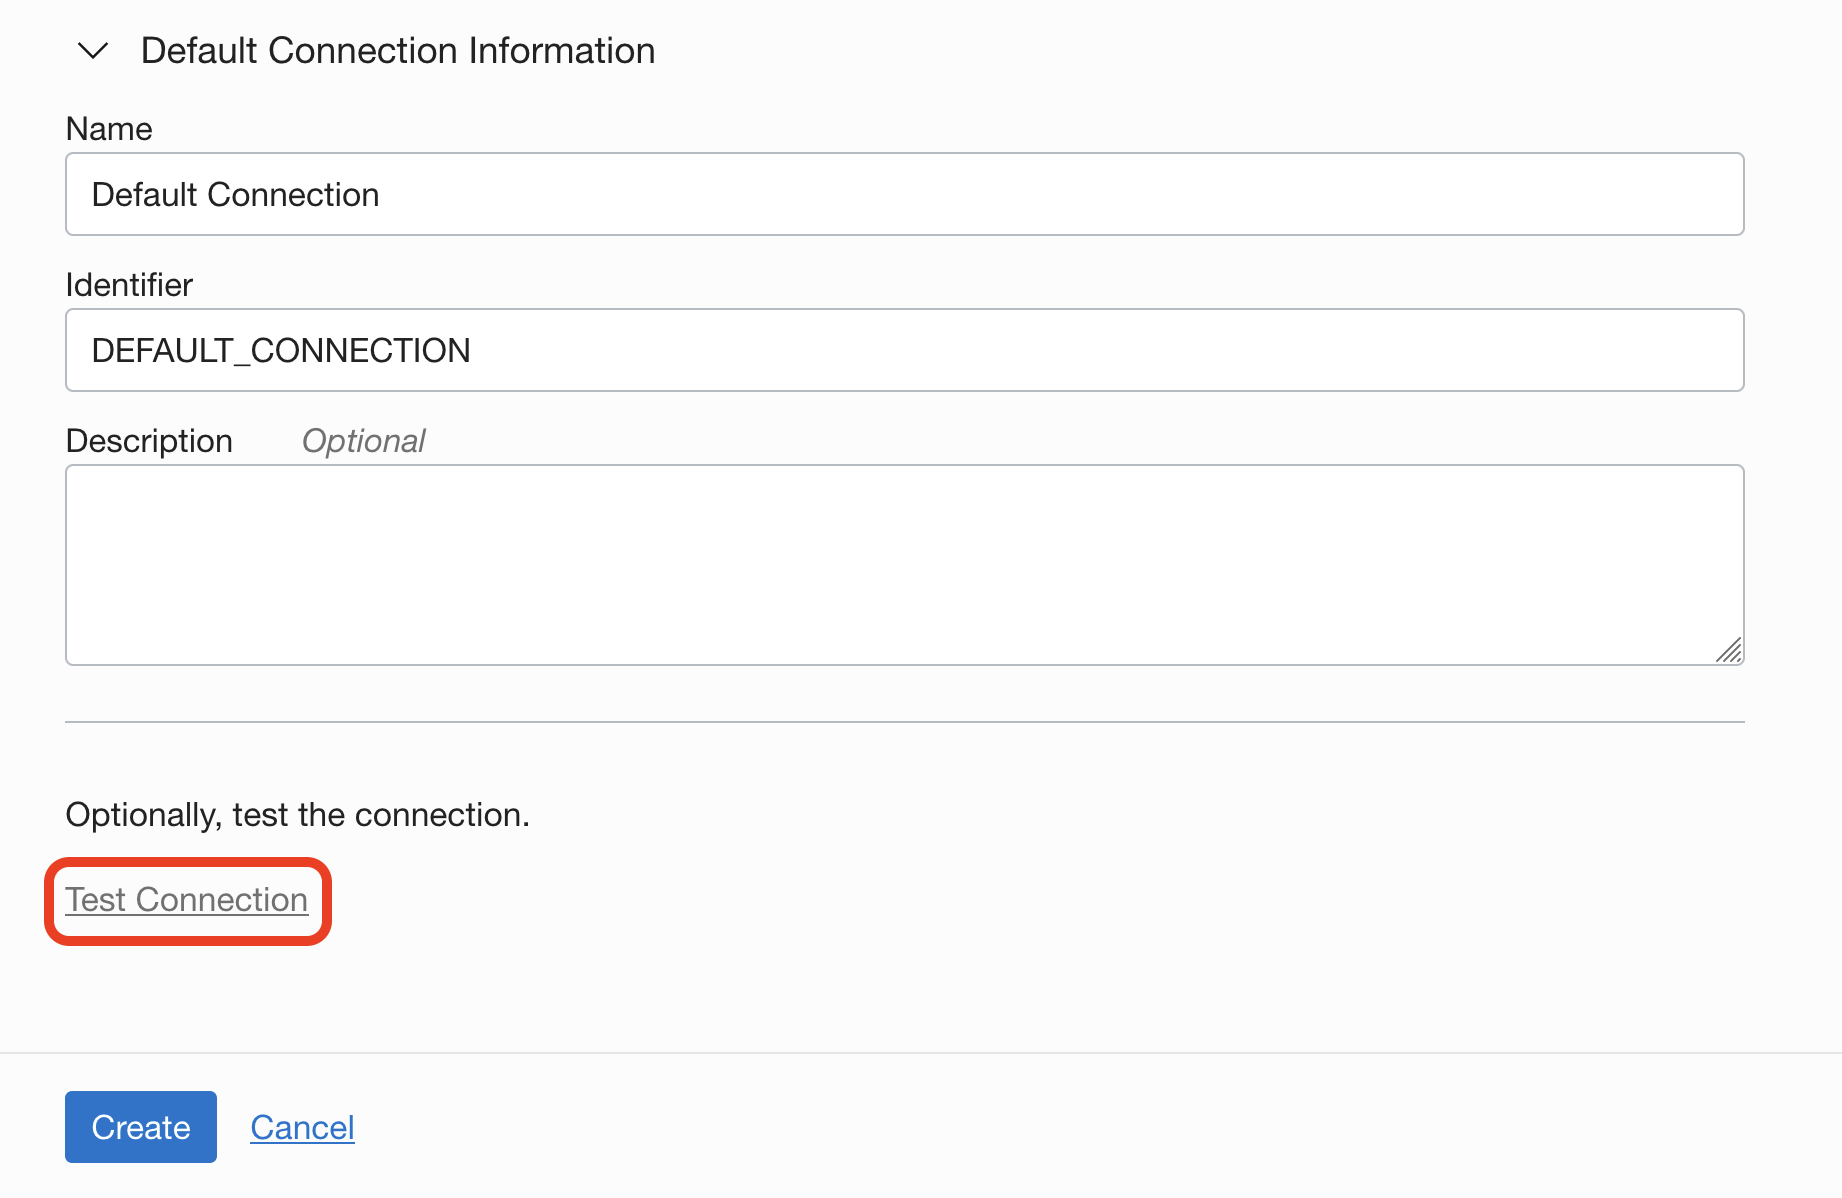 Default Connection Information
Name
Default Connection
Identifier
DEFAULT_CONNECTION
Description Optional
Optionally, test the connection.
Test Connection
Create Cancel